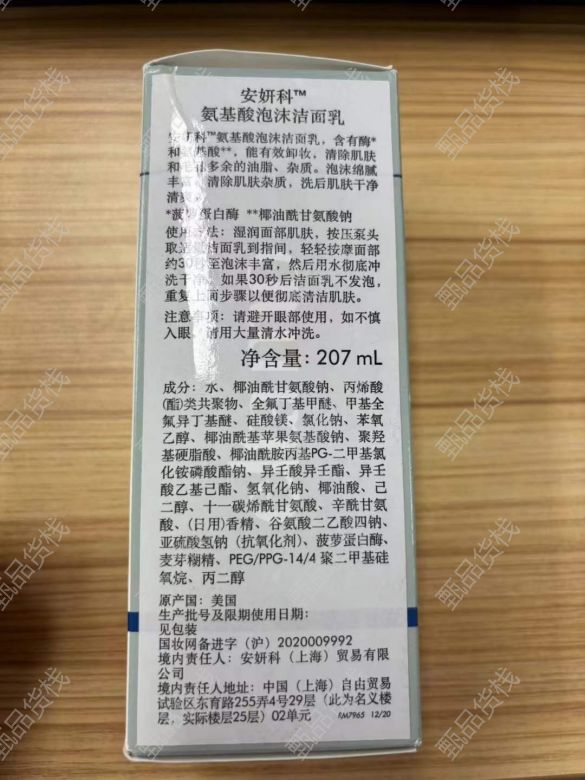 安妍科™
氨基酸泡沫洁面乳
安妍科™氨基酸泡沫洁面乳，含有酶*
和氨基酸**，能有效卸妆，清除肌肤
和毛孔多余的油脂、杂质。泡沫绵腻
丰富，清除肌肤杂质，洗后肌肤干净
清爽。
*菠萝蛋白酶 **椰油酰甘氨酸钠
使用方法：湿润面部肌肤，按压泵头
取适量洁面乳到指间，轻轻按摩面部
约30秒至泡沫丰富，然后用水彻底冲
洗干净。如果30秒后洁面乳不发泡，
重复上面步骤以便彻底清洁肌肤。
注意事项：请避开眼部使用，如不慎
入眼，请用大量清水冲洗。
净含量：207 mL
成分：水、椰油酰甘氨酸钠、丙烯酸
(酯)类共聚物、全氟丁基甲醚、甲基全
氟异丁基醚、硅酸镁、氯化钠、苯氧
乙醇、椰油酰基苹果氨基酸钠、聚羟
基硬脂酸、椰油酰胺丙基PG-二甲基氯
化铵磷酸酯钠、异壬酸异壬酯、异壬
酸乙基己酯、氢氧化钠、椰油酸、己
二醇、十一碳烯酰甘氨酸、辛酰甘氨
酸、(日用)香精、谷氨酸二乙酸四钠、
亚硫酸氢钠（抗氧化剂）、菠萝蛋白酶、
麦芽糊精、PEG/PPG-14/4 聚二甲基硅
氧烷、丙二醇
原产国：美国
生产批号及限期使用日期：
见包装
国妆网备进字（沪）2020009992
境内责任人：安妍科（上海）贸易有限
公司
境内责任人地址：中国（上海）自由贸易
试验区东育路255弄4号29层（此为名义楼
层，实际楼层25层）02单元 RM7965 12/20
甄品货栈